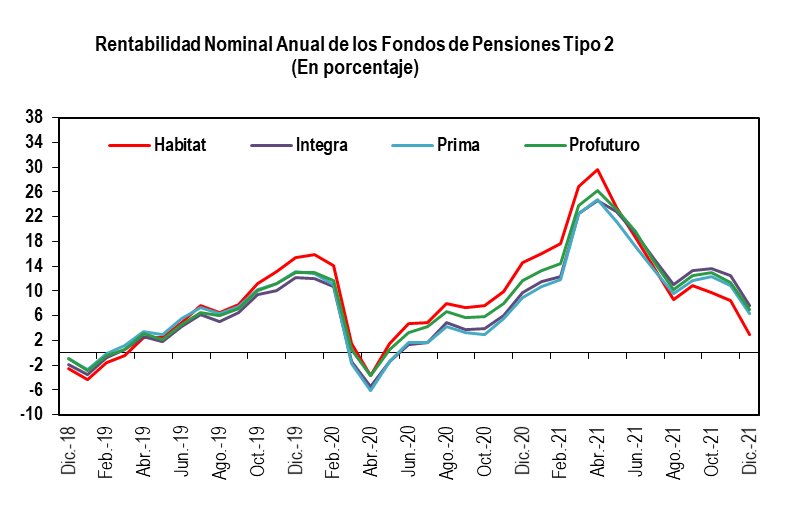 Rentabilidad Nominal Anual de los Fondos de Pensiones Tipo 2
(En porcentaje)
38
34
30
26
22
18
14
10
6
2
-2
-6
-10
Habitat
Integra
Prima
Profuturo
Dic.-18
Feb.-19
Abr.-19
Jun.-19
Ago.-19
Oct.-19
Dic.-19
Feb.-20
Abr.-20
Jun.-20
Ago.-20
Oct.-20
Dic.-20
Feb.-21
Abr.-21
Jun.-21
Ago.-21
Oct.-21
Dic.-21